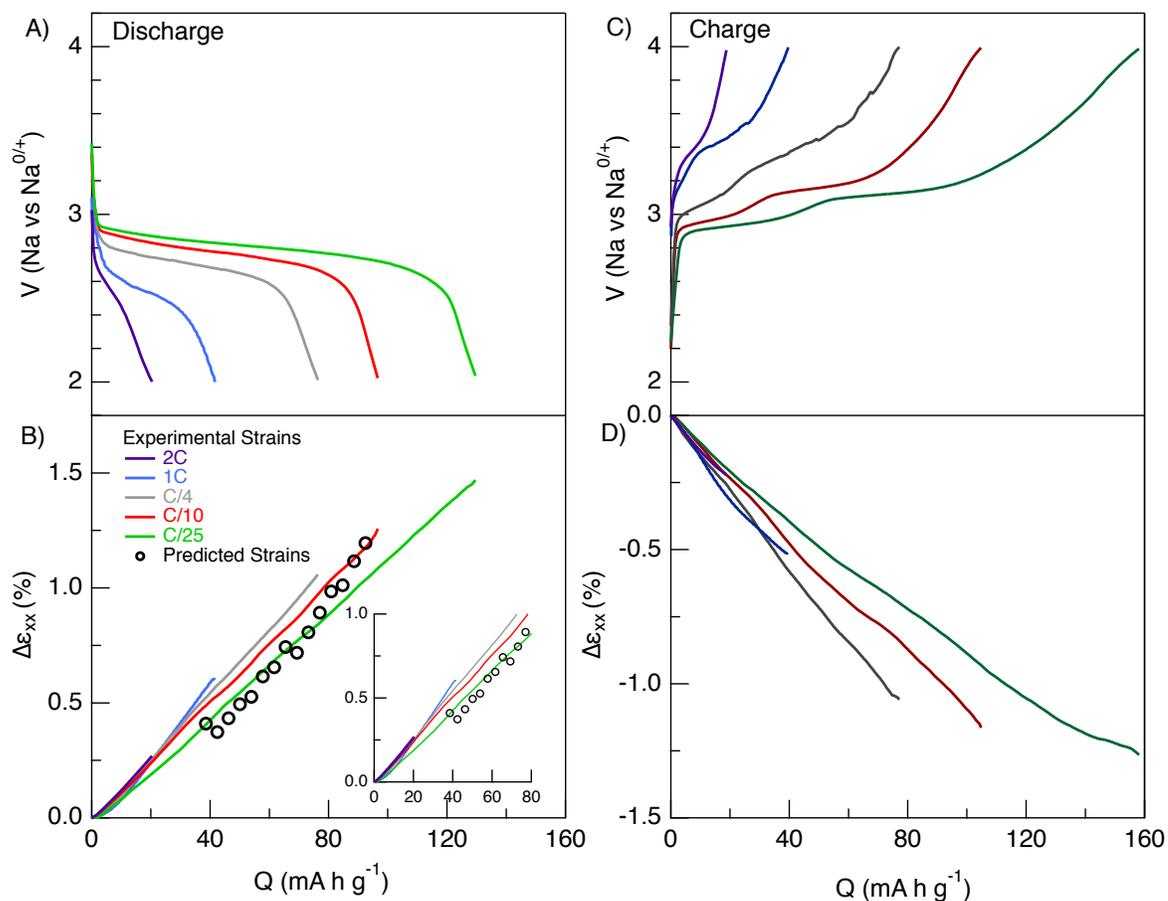 A)
Discharge
4
3
2
V (Na vs Na0/+)
C)
Charge
4
3
2
V (Na vs Na0/+)
B)
Experimental Strains
2C
1C
C/4
C/10
C/25
Predicted Strains
1.5
1.0
0.5
0.0
Δεxx (%)
1.0
0.5
0.0
0 20 40 60 80
0 40 80 120 160
Q (mA h g-1)
D)
0.0
-0.5
-1.0
-1.5
Δεxx (%)
0 40 80 120 160
Q (mA h g-1)